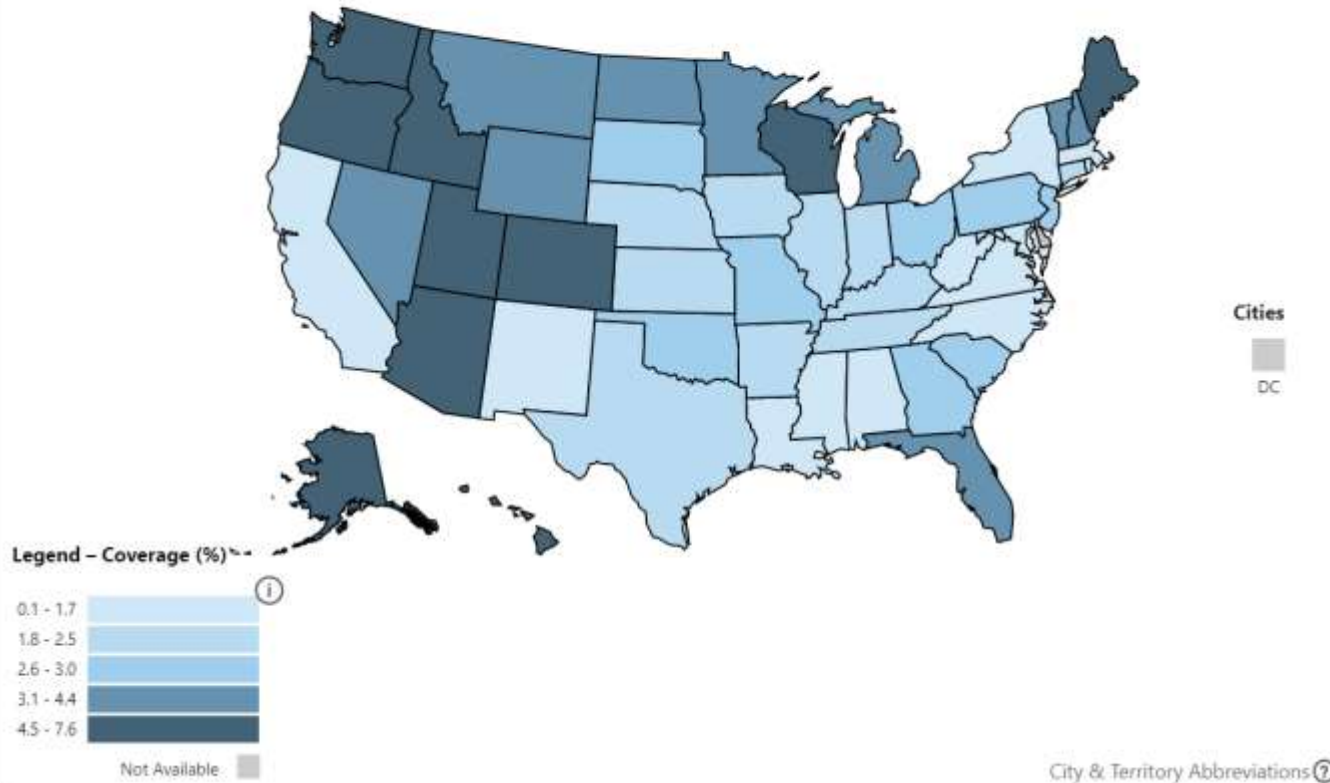 Cities
DC
Legend – Coverage (%)
i
0.1 - 1.7
1.8 - 2.5
2.6 - 3.0
3.1 - 4.4
4.5 - 7.6
Not Available
City & Territory Abbreviations ?